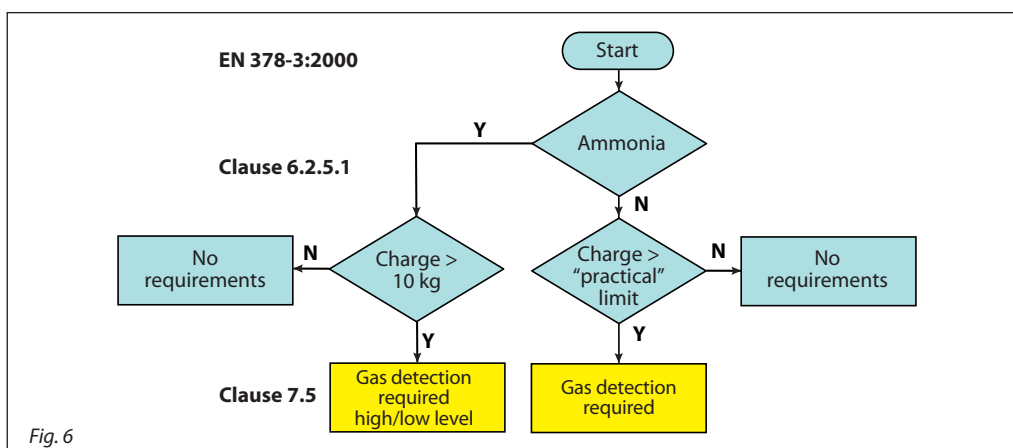 EN 378-3:2000
Start
Ammonia
Y
N
Clause 6.2.5.1
No
requirements
N
Charge >
10 kg
Charge >
“practical”
limit
N
No
requirements
Y
Y
Clause 7.5
Gas detection
required
high/low level
Gas detection
required
Fig. 6